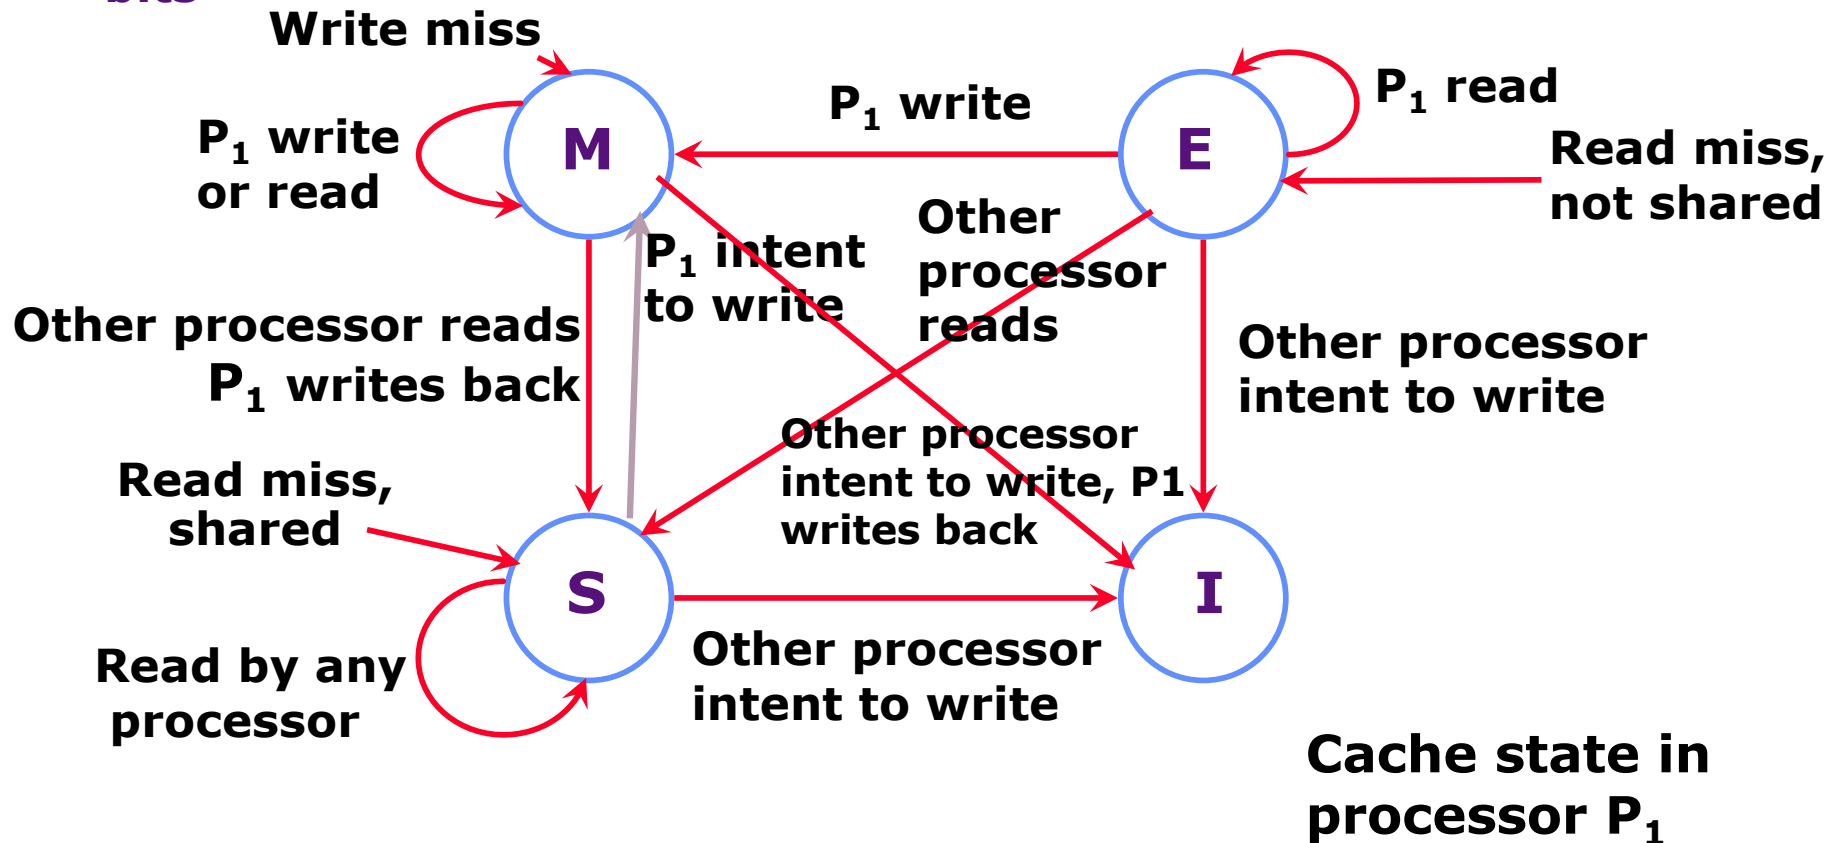 Write miss
P1 write
or read
M
P1 write
E
P1 read
Read miss,
not shared
P1 intent
to write
Other
processor
reads
Other processor reads
P1 writes back
Other processor
intent to write
Other processor
intent to write, P1
writes back
Read miss,
shared
S
I
Read by any
processor
Other processor
intent to write
Cache state in
processor P1